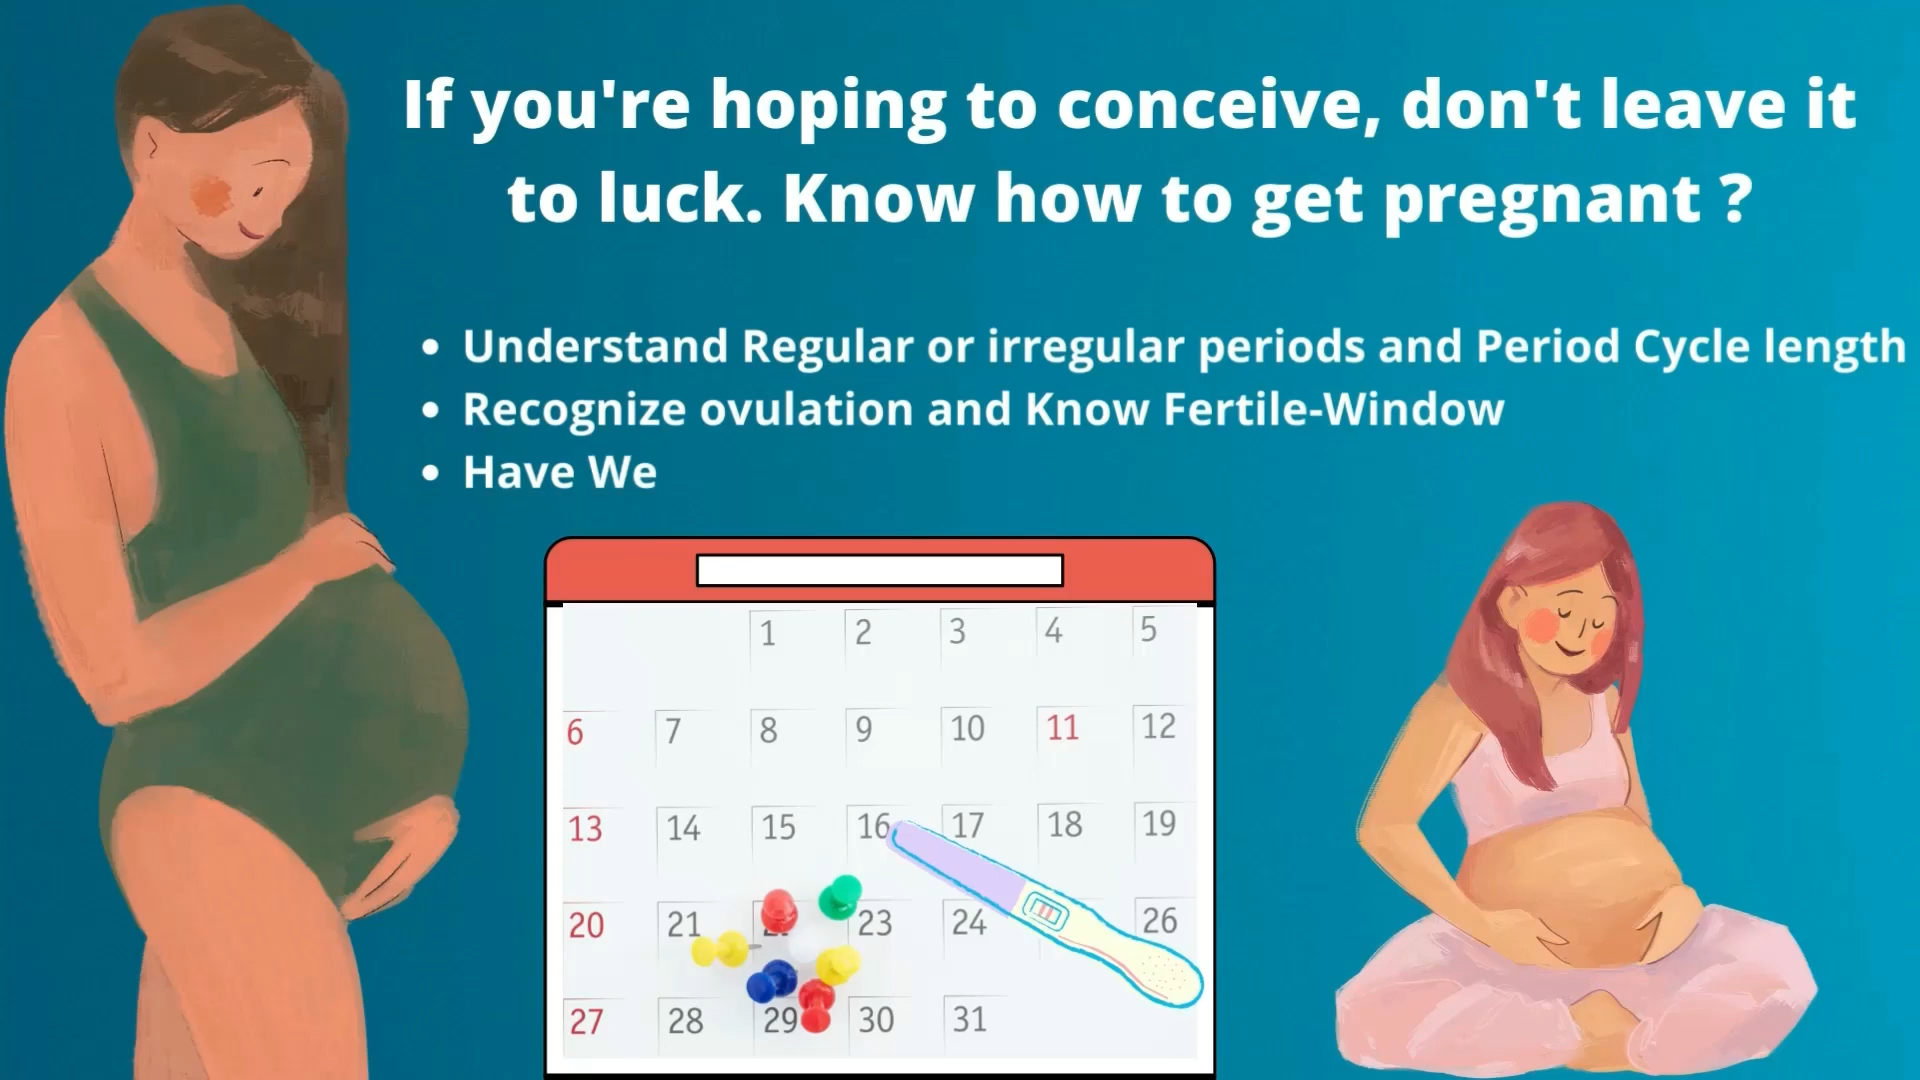 If you're hoping to conceive, don't leave it
to luck. Know how to get pregnant ?
• Understand Regular or irregular periods and Period Cycle length
• Recognize ovulation and Know Fertile-Window
• Have We
1 2 3 4 5
6 7 8 9 10 11 12
13 14 15 16 17 18 19
20 21 23 24 26
27 28 29 30 31